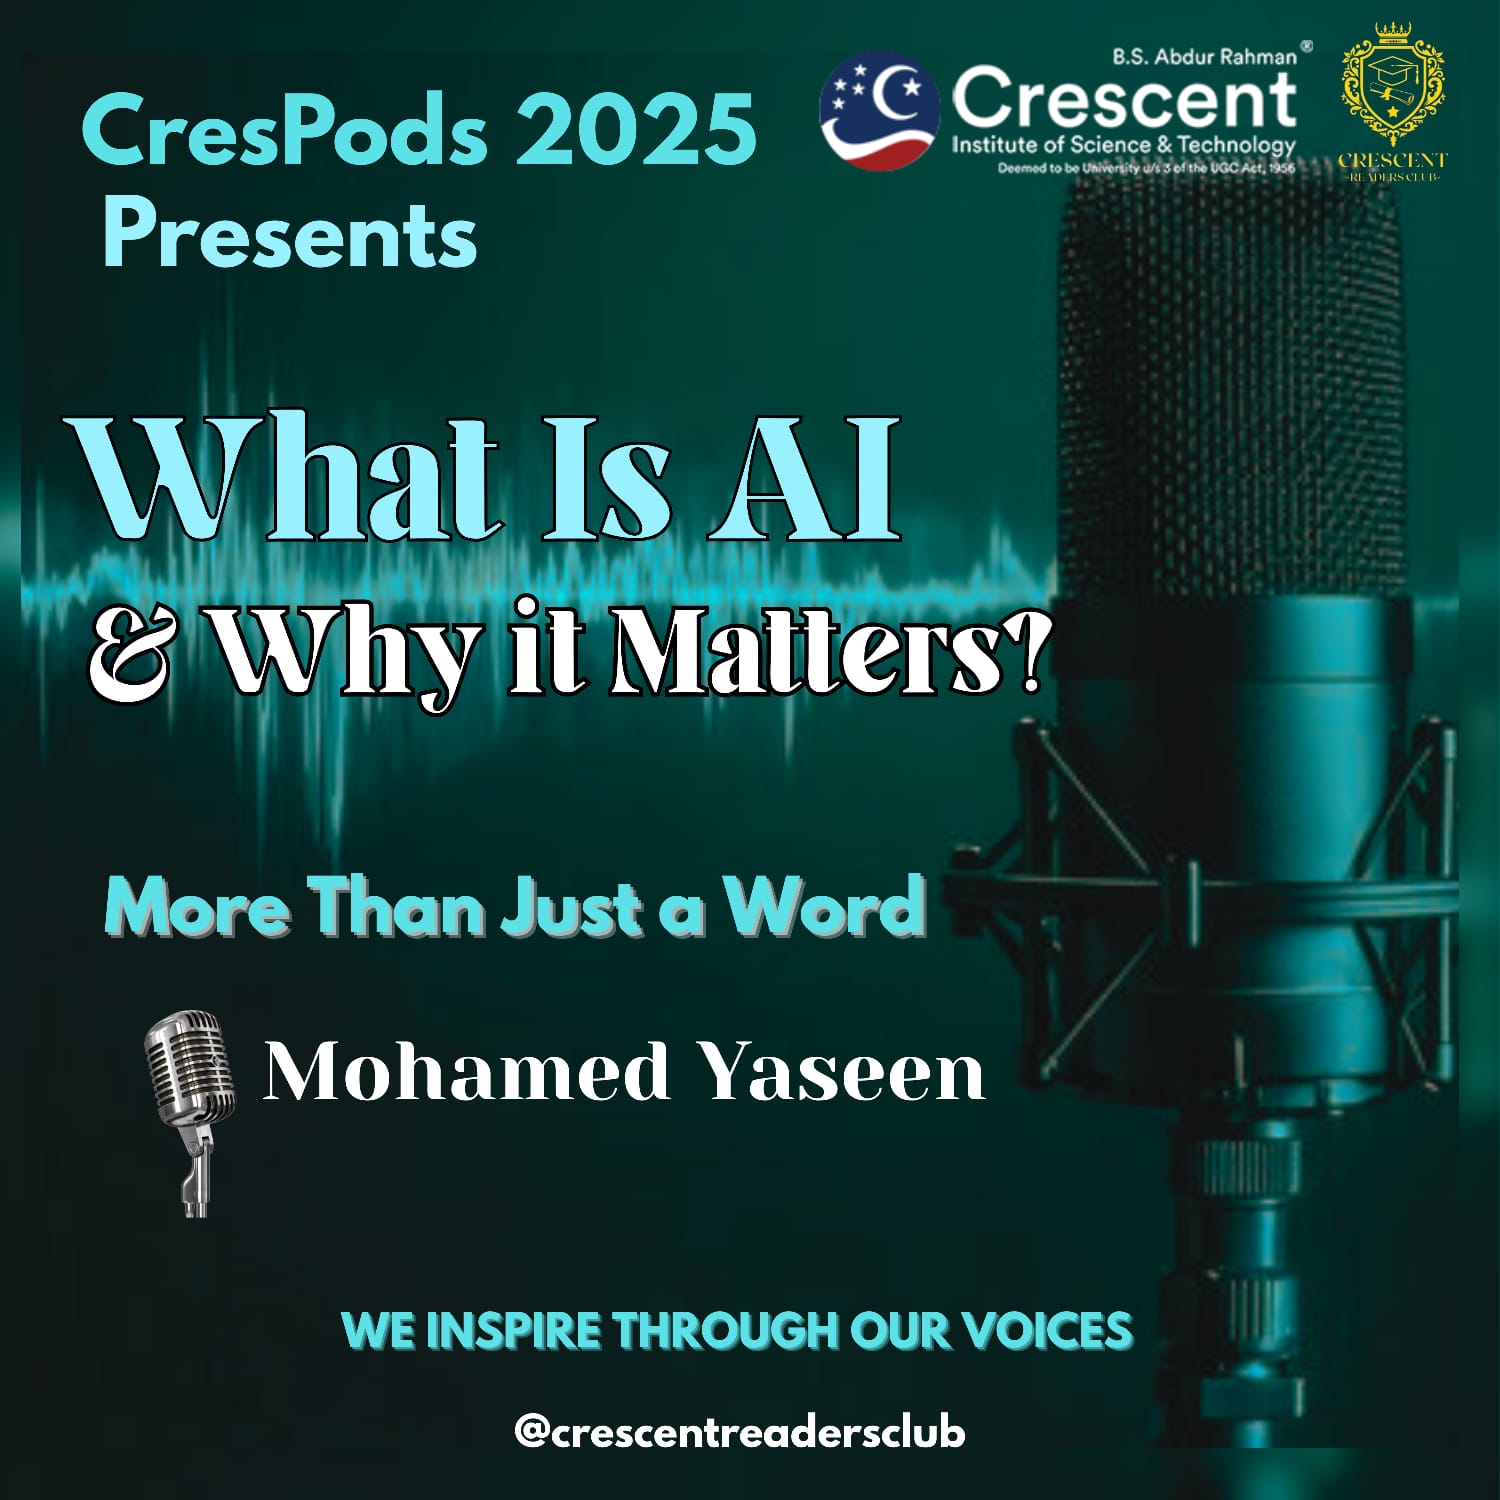 CresPods 2025
Presents
B.S. Abdur Rahman ®
Crescent
Institute of Science & Technology
Deemed to be University u/s 3 of the UGC Act, 1956
CRESCENT
-READERS CLUB-
What Is AI
& Why it Matters?
More Than Just a Word
Mohamed Yaseen
WE INSPIRE THROUGH OUR VOICES
@crescentreadersclub